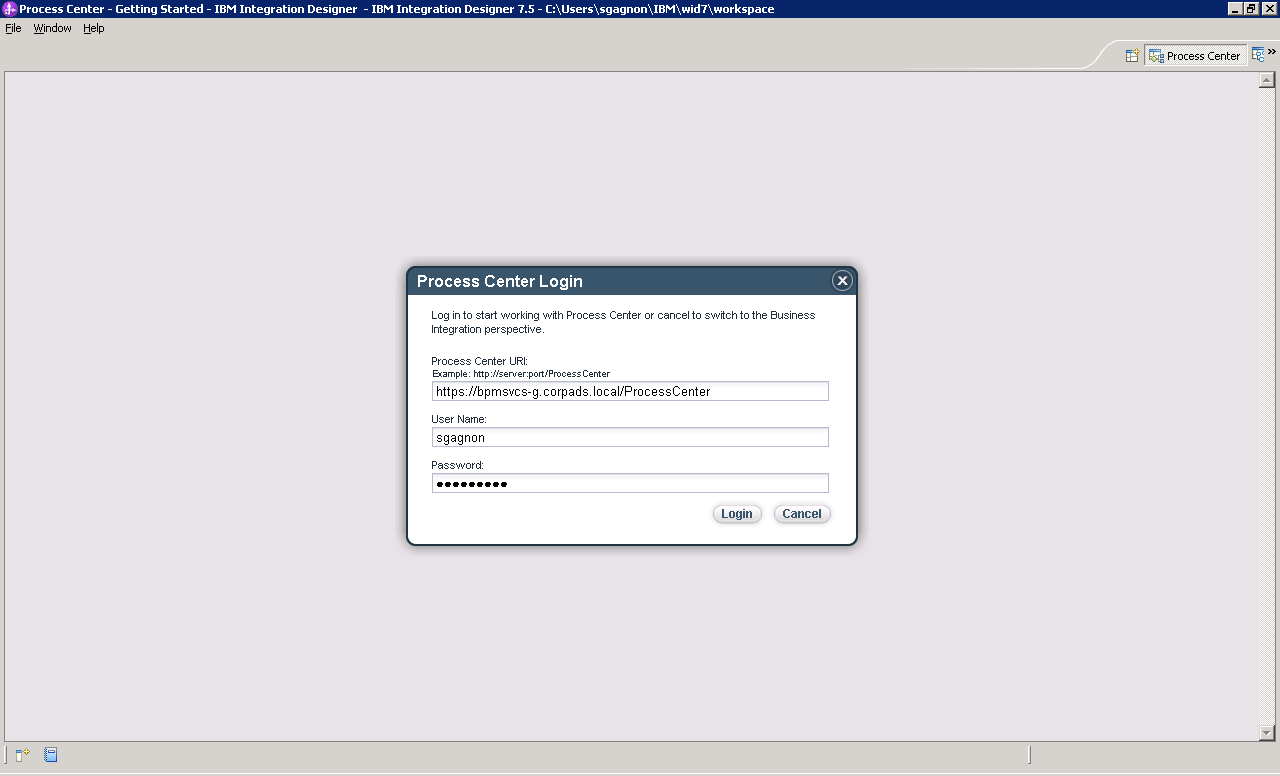 Process Center - Getting Started - IBM Integration Designer - IBM Integration Designer 7.5 - C:\Users\sgagnon\IBM\wid7\workspace
File Window Help
Process Center »
Process Center Login
Log in to start working with Process Center or cancel to switch to the Business
Integration perspective.
Process Center URI:
Example: http://server:port/ProcessCenter
https://bpmsvcs-g.corpads.local/ProcessCenter
User Name:
sgagnon
Password:
●●●●●●●●●
Login Cancel